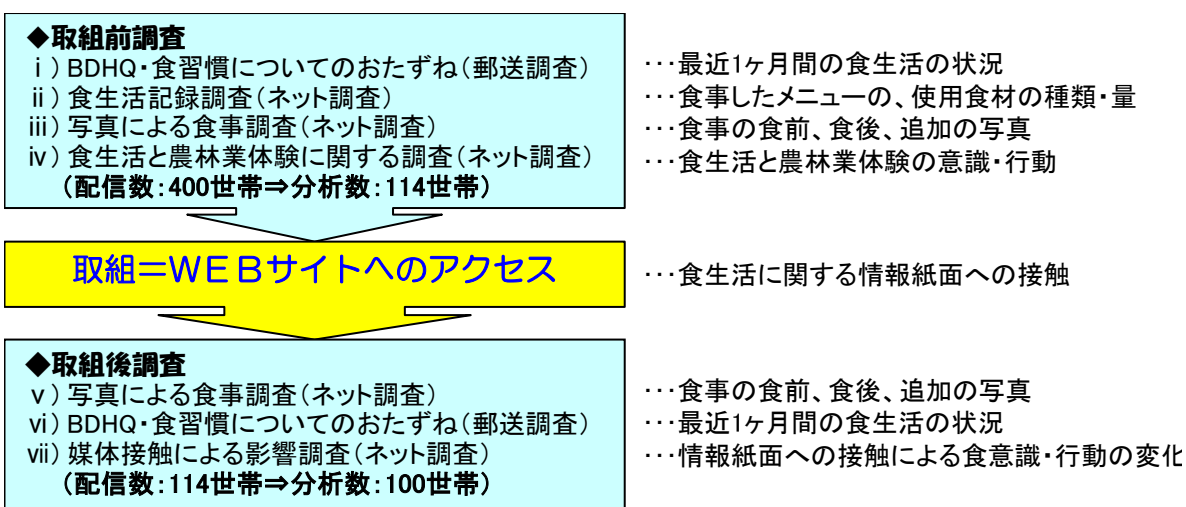 ◆取組前調査
ⅰ）BDHQ・食習慣についてのおたずね（郵送調査） ･･･最近1ヶ月間の食生活の状況
ⅱ）食生活記録調査（ネット調査） ･･･食事したメニューの、使用食材の種類・量
ⅲ）写真による食事調査（ネット調査） ･･･食事の食前、食後、追加の写真
ⅳ）食生活と農林業体験に関する調査（ネット調査） ･･･食生活と農林業体験の意識・行動
（配信数：400世帯⇒分析数：114世帯）
取組＝ＷＥＢサイトへのアクセス ･･･食生活に関する情報紙面への接触
◆取組後調査
ⅴ）写真による食事調査（ネット調査） ･･･食事の食前、食後、追加の写真
ⅵ）BDHQ・食習慣についてのおたずね（郵送調査） ･･･最近1ヶ月間の食生活の状況
ⅶ）媒体接触による影響調査（ネット調査） ･･･情報紙面への接触による食意識・行動の変化
（配信数：114世帯⇒分析数：100世帯）